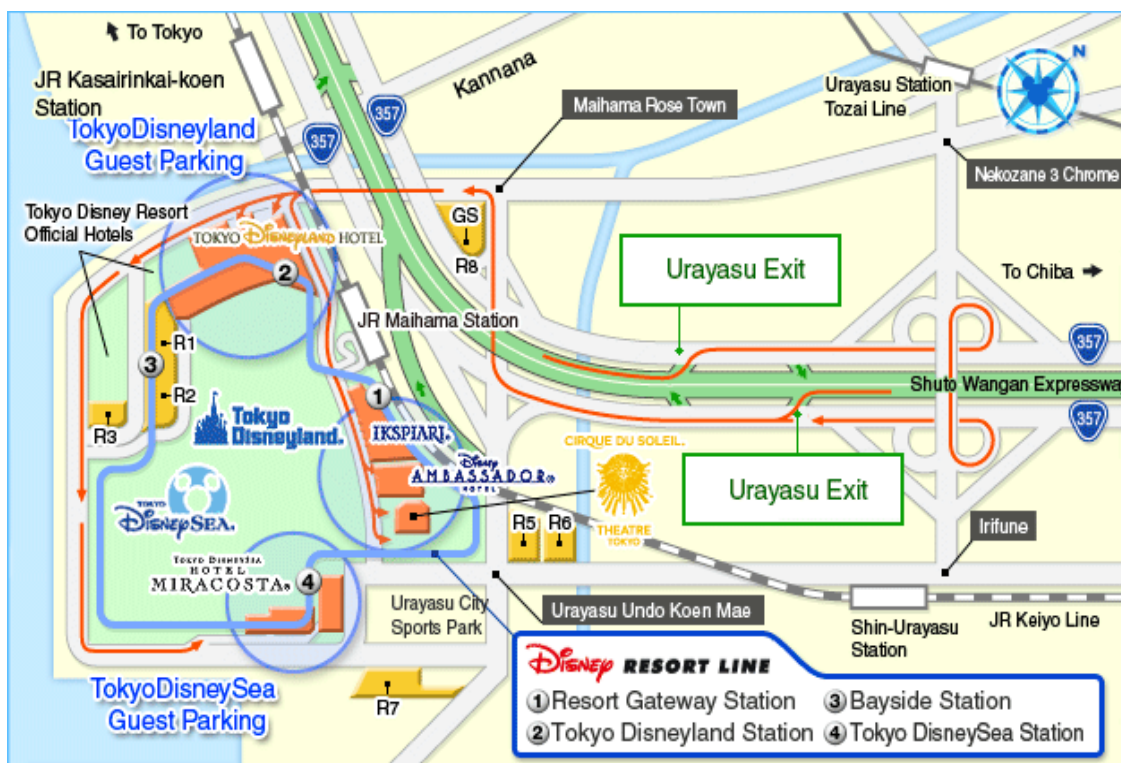 To Tokyo
JR Kasairinkai-koen
Station
TokyoDisneyland
Guest Parking
357
357
Kannana
Maihama Rose Town
Urayasu Station
Tozai Line
N
Nekozane 3 Chrome
Tokyo Disney Resort
Official Hotels
TOKYO DISNEYLAND HOTEL
2
GS
R8
Urayasu Exit
To Chiba
JR Maihama Station
R1
3
R2
R3
1
357
Shuto Wangan Expresswa
357
Tokyo
Disneyland.
IKSPIARI.
Disney
AMBASSADOR®
HOTEL
CIRQUE DU SOLEIL.
THEATRE
TOKYO
Urayasu Exit
TOKYO
DISNEYSEA.
R5
R6
Irifune
TOKYO DISNEYSEA
HOTEL
MIRACOSTA®
4
Urayasu City
Sports Park
Urayasu Undo Koen Mae
Shin-Urayasu
Station
JR Keiyo Line
TokyoDisneySea
Guest Parking
R7
Disney RESORT LINE
1 Resort Gateway Station
3 Bayside Station
2 Tokyo Disneyland Station
4 Tokyo DisneySea Station